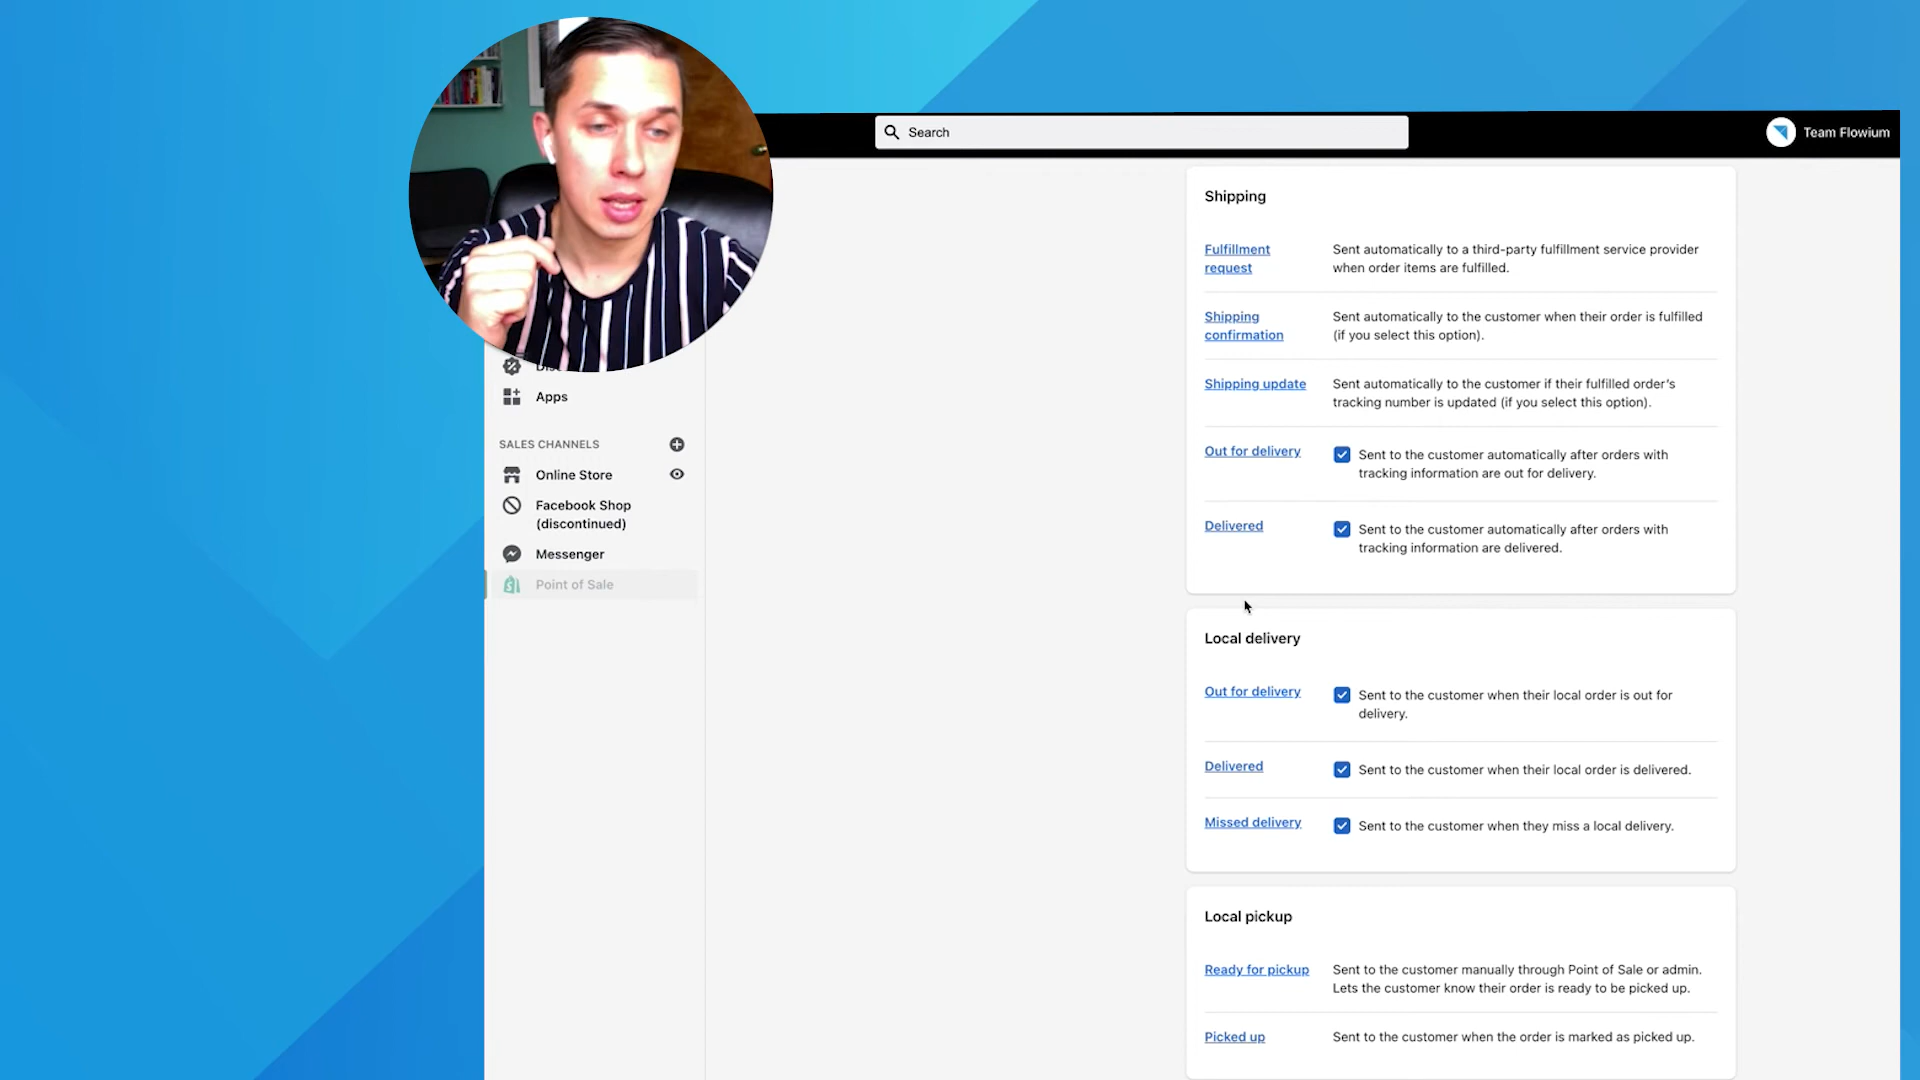 Search
Team Flowium
Apps
SALES CHANNELS
Online Store
Facebook Shop
(discontinued)
Messenger
Point of Sale
Shipping
Fulfillment
request
Sent automatically to a third-party fulfillment service provider
when order items are fulfilled.
Shipping
confirmation
Sent automatically to the customer when their order is fulfilled
(if you select this option).
Shipping update
Sent automatically to the customer if their fulfilled order's
tracking number is updated (if you select this option).
Out for delivery
Sent to the customer automatically after orders with
tracking information are out for delivery.
Delivered
Sent to the customer automatically after orders with
tracking information are delivered.
Local delivery
Out for delivery
Sent to the customer when their local order is out for
delivery.
Delivered
Sent to the customer when their local order is delivered.
Missed delivery
Sent to the customer when they miss a local delivery.
Local pickup
Ready for pickup
Sent to the customer manually through Point of Sale or admin.
Lets the customer know their order is ready to be picked up.
Picked up
Sent to the customer when the order is marked as picked up.